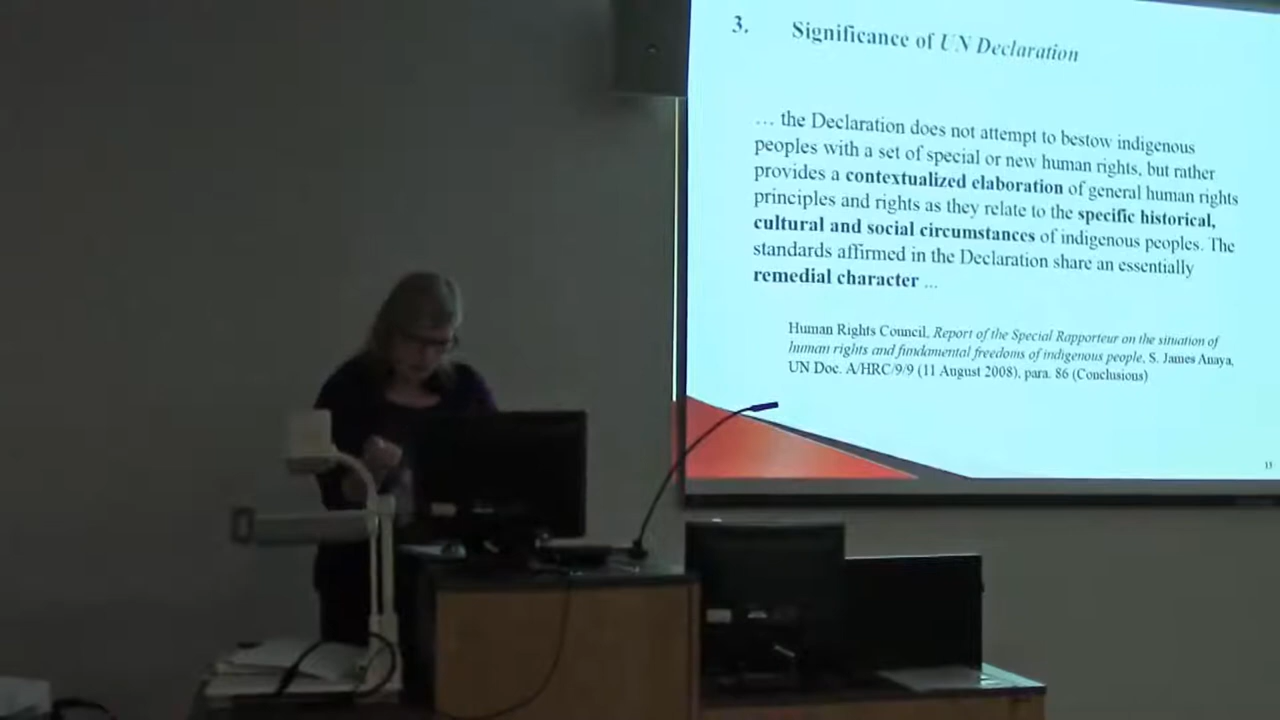 3. Significance of UN Declaration
… the Declaration does not attempt to bestow indigenous
peoples with a set of special or new human rights, but rather
provides a contextualized elaboration of general human rights
principles and rights as they relate to the specific historical,
cultural and social circumstances of indigenous peoples. The
standards affirmed in the Declaration share an essentially
remedial character …
Human Rights Council, Report of the Special Rapporteur on the situation of
human rights and fundamental freedoms of indigenous people, S. James Anaya,
UN Doc. A/HRC/9/9 (11 August 2008), para. 86 (Conclusions)